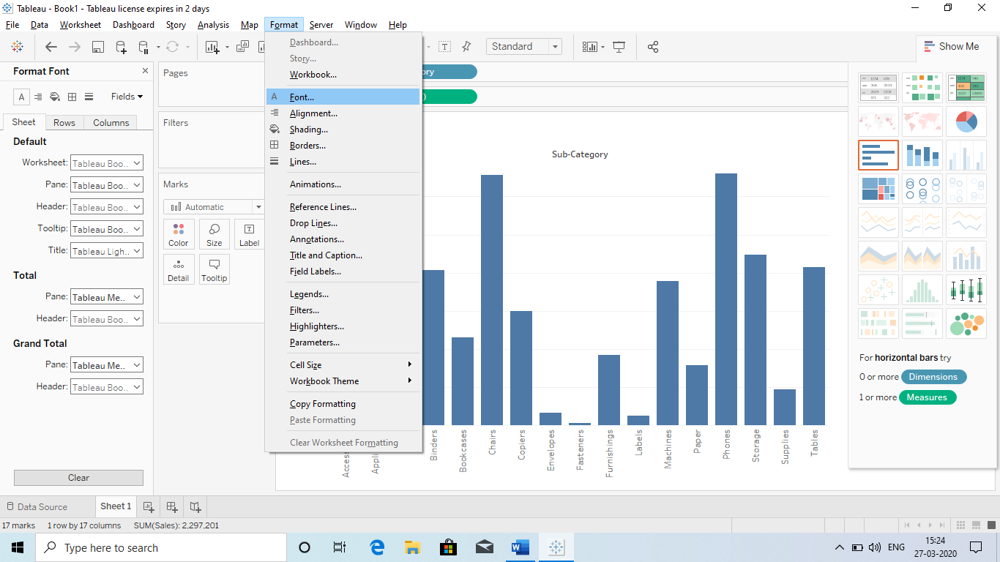 Tableau - Book1 - Tableau license expires in 2 days
File Data Worksheet Dashboard Story Analysis Map Format Server Window Help
Standard
Show Me
Format Font
Fields
Sheet Rows Columns
Default
Worksheet: Tableau Boo..
Pane: Tableau Boo..
Header: Tableau Boo..
Tooltip: Tableau Boo..
Title: Tableau Ligh..
Total
Pane: Tableau Me..
Header: Tableau Boo..
Grand Total
Pane: Tableau Me..
Header: Tableau Boo..
Clear
Pages
Filters
Marks
Automatic
Color Size Label
Detail Tooltip
Dashboard...
Story...
Workbook...
Font...
Alignment...
Shading...
Borders...
Lines...
Animations...
Reference Lines...
Drop Lines...
Annotations...
Title and Caption...
Field Labels...
Legends...
Filters...
Highlighters...
Parameters...
Cell Size
Workbook Theme
Copy Formatting
Paste Formatting
Clear Worksheet Formatting
ory
)
Sub-Category
Access
Appli
Binders
Bookcases
Chairs
Copiers
Envelopes
Fasteners
Furnishings
Labels
Machines
Paper
Phones
Storage
Supplies
Tables
For horizontal bars try
0 or more Dimensions
1 or more Measures
Data Source Sheet 1
17 marks 1 row by 17 columns SUM(Sales): 2,297,201
Type here to search
ENG
15:24
27-03-2020